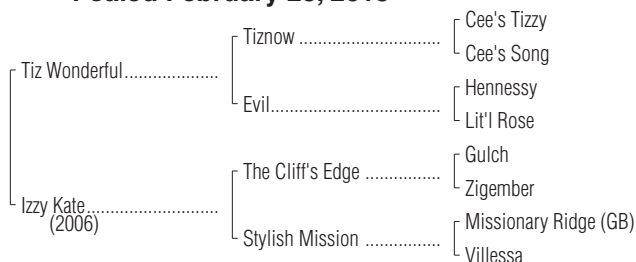 Foaled February 25, 2013
Cee's Tizzy
Tiznow
Cee's Song
Tiz Wonderful
Hennessy
Evil
Lit'l Rose
Gulch
The Cliff's Edge
Zigember
Izzy Kate
(2006)
Missionary Ridge (GB)
Stylish Mission
Villessa